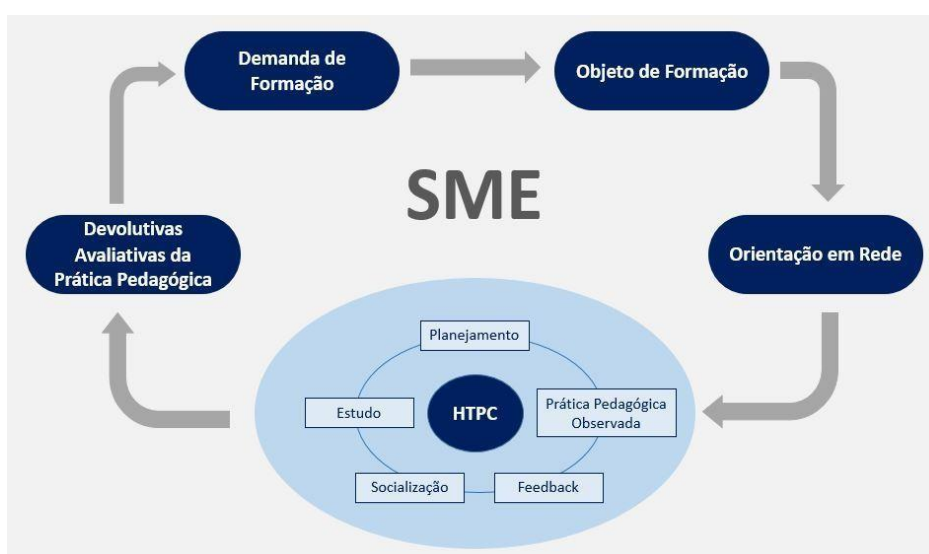 Demanda de
Formação
Objeto de Formação
SME
Devolutivas
Avaliativas da
Prática Pedagógica
Orientação em Rede
Planejamento
Estudo
HTPC
Prática Pedagógica
Observada
Socialização
Feedback